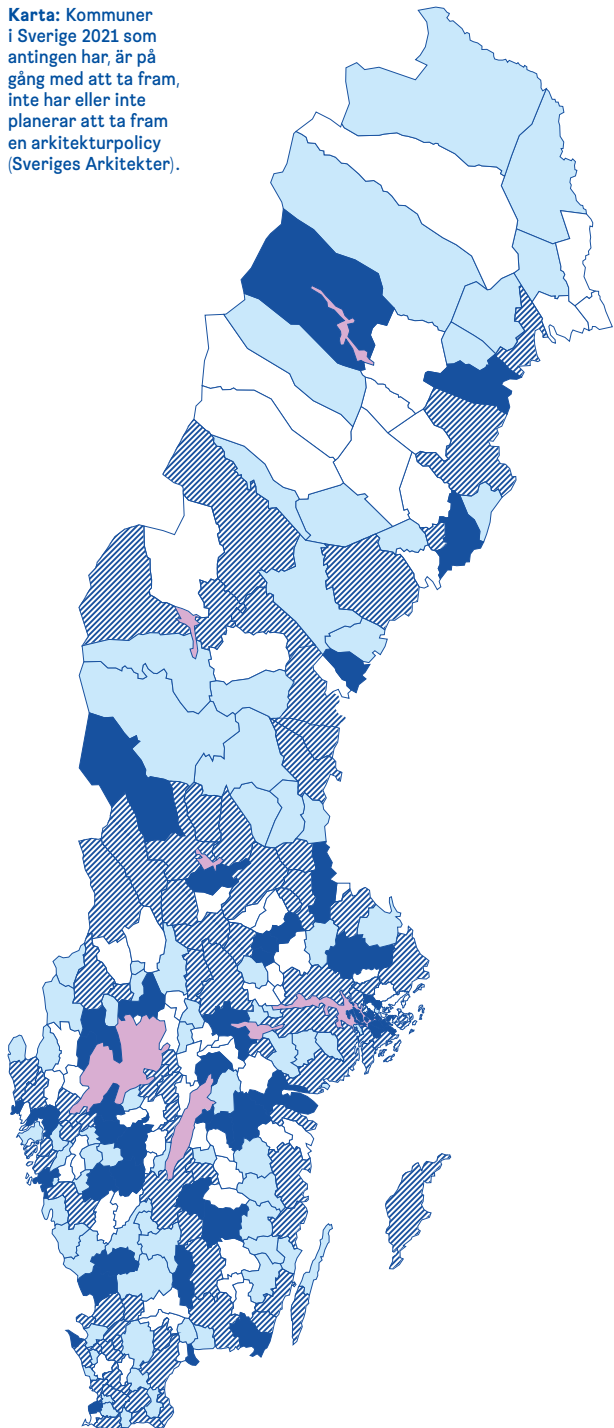 Karta: Kommuner
i Sverige 2021 som
antingen har, är på
gång med att ta fram,
inte har eller inte
planerar att ta fram
en arkitekturpolicy
(Sveriges Arkitekter).